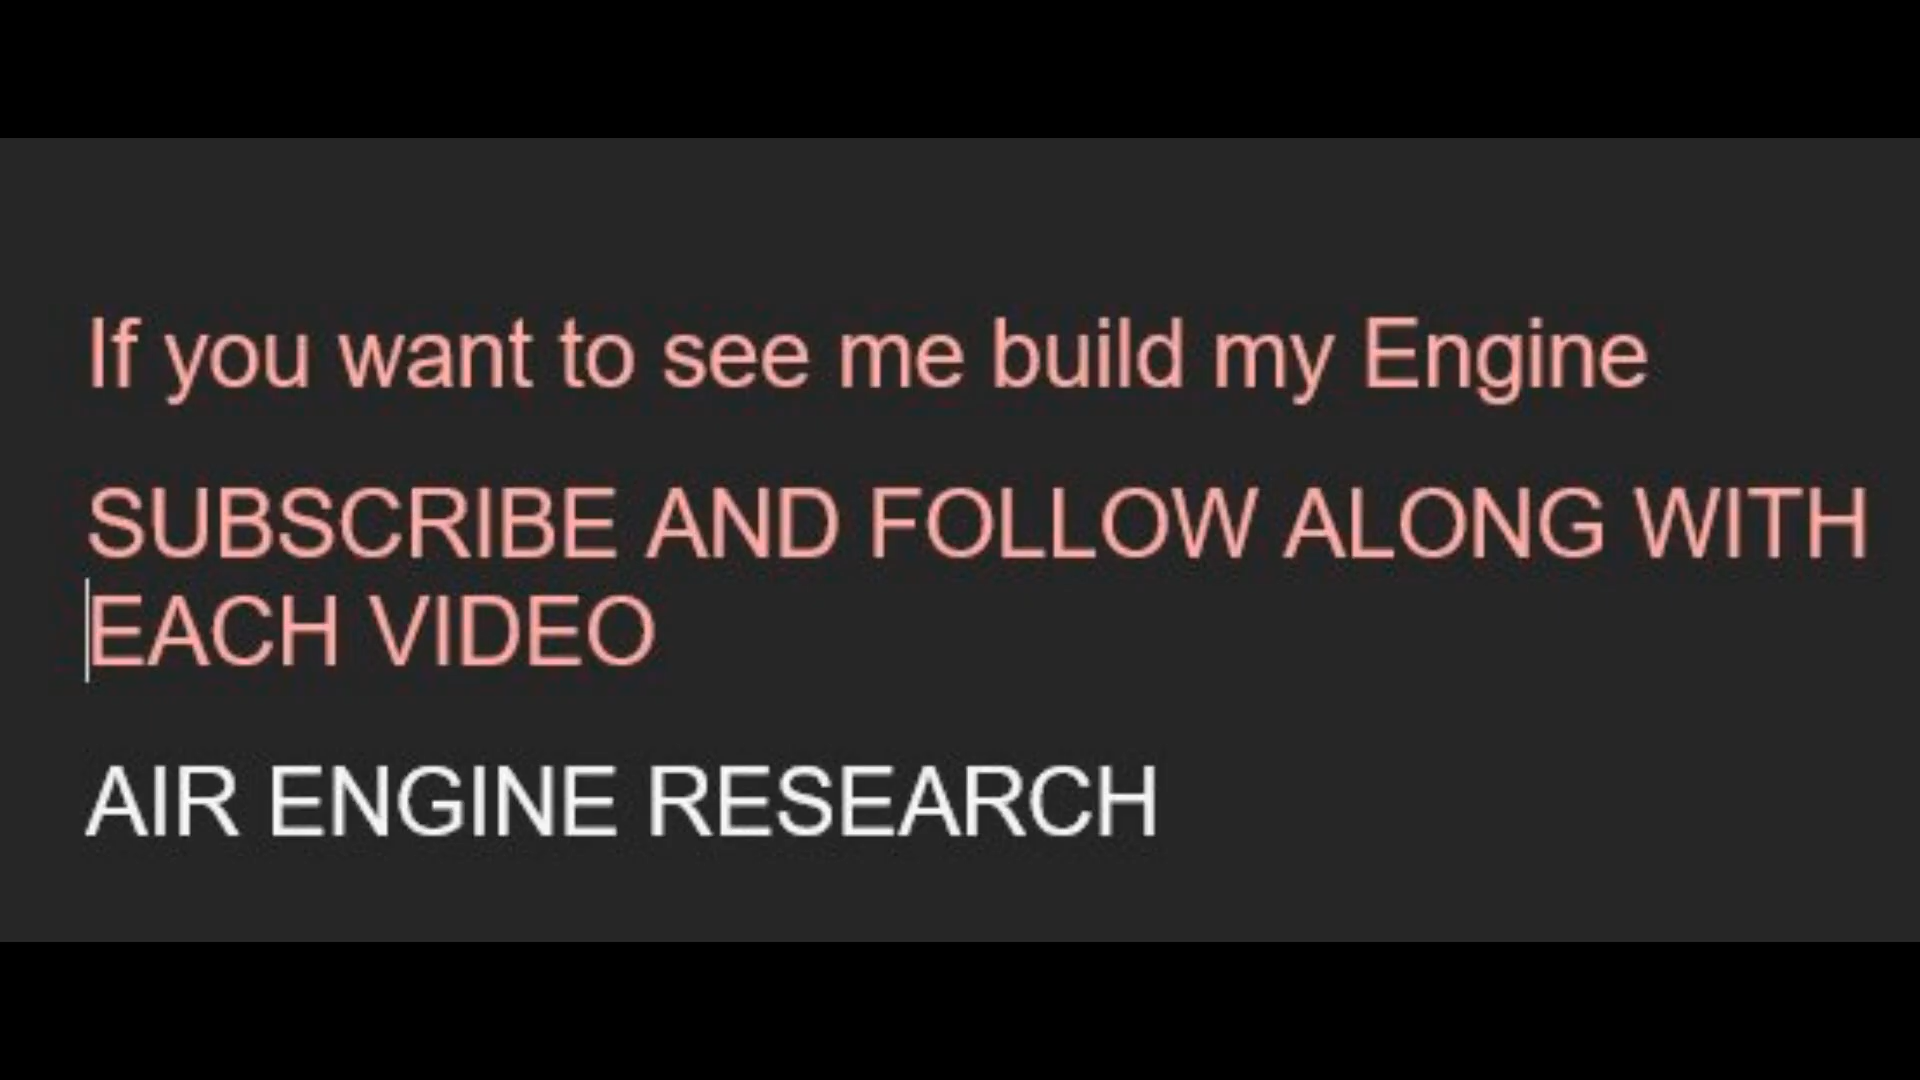 If you want to see me build my Engine
SUBSCRIBE AND FOLLOW ALONG WITH
EACH VIDEO
AIR ENGINE RESEARCH